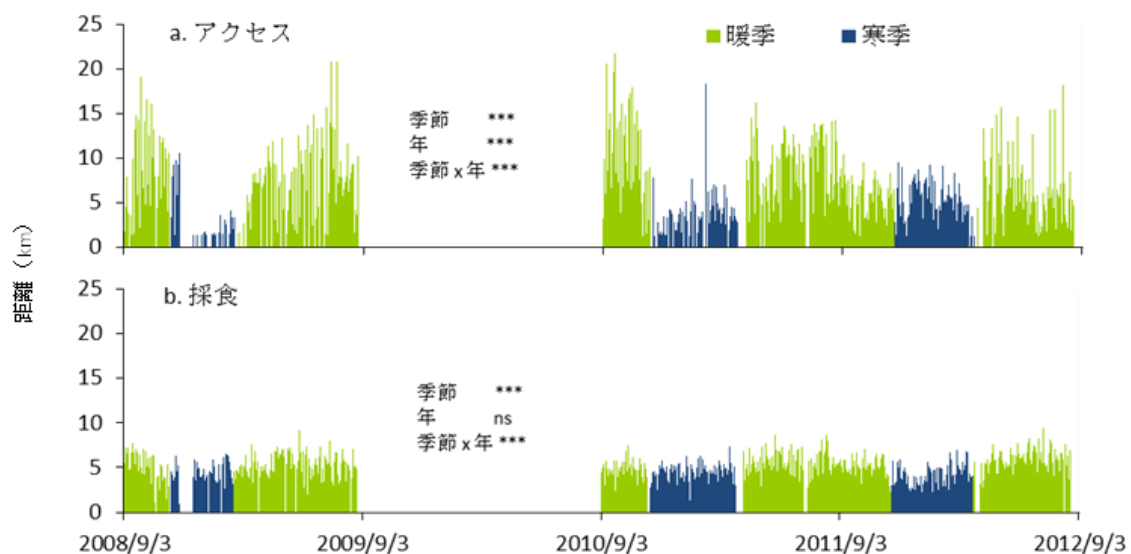 25
a. アクセス
暖季
寒季
20
15
季節 ***
年 ***
10
季節 x 年 ***
5
0
距離（km）
25
b. 採食
20
15
季節 ***
年 ns
10
季節 x 年 ***
5
0
2008/9/3
2009/9/3
2010/9/3
2011/9/3
2012/9/3